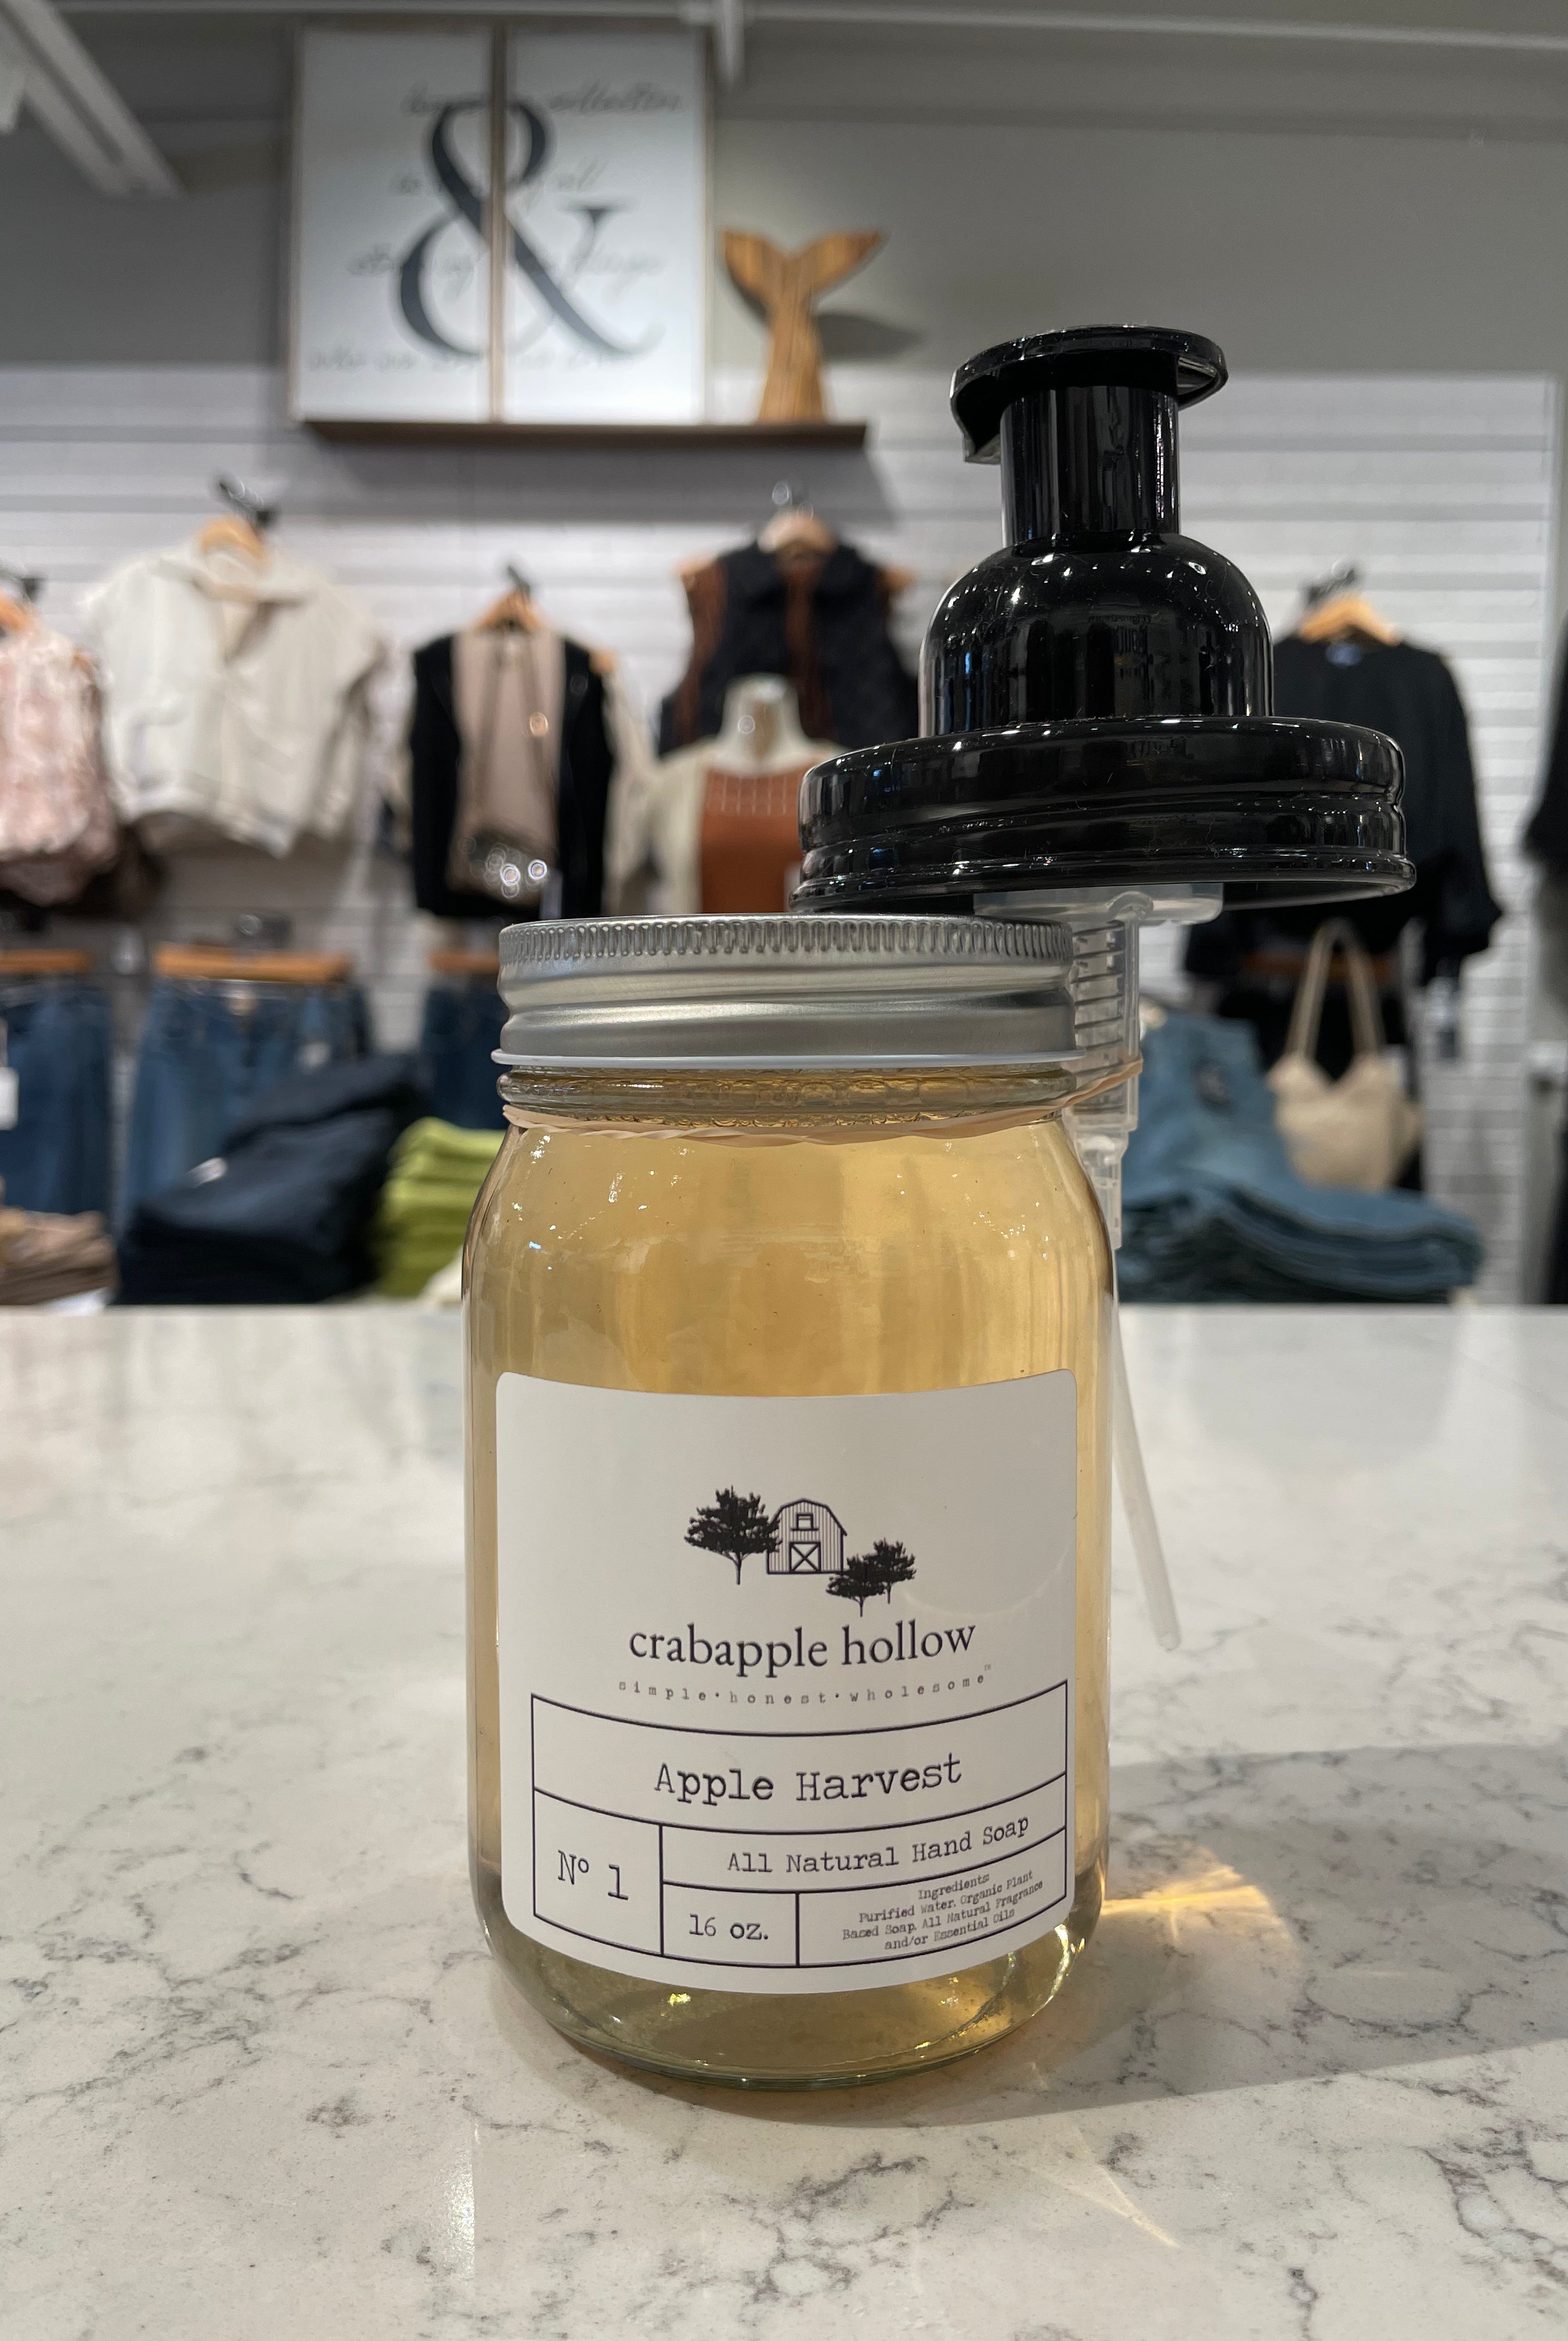 &
crabapple hollow
simple•honest•wholesome™
Apple Harvest
Nº 1
All Natural Hand Soap
16 oz.
Ingredients
Purified Water. Organic Plant
Based Soap. All Natural Fragrance
and/or Essential Oils